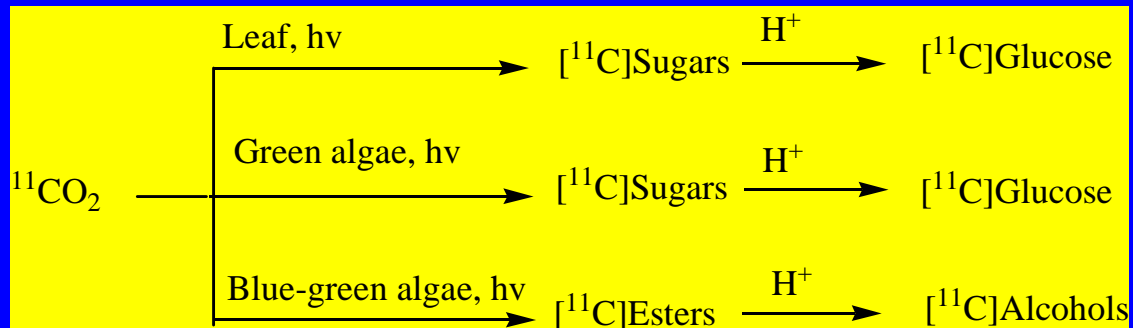 Leaf, hv
[¹¹C]Sugars H⁺ [¹¹C]Glucose
Green algae, hv
¹¹CO₂ [¹¹C]Sugars H⁺ [¹¹C]Glucose
Blue-green algae, hv
[¹¹C]Esters H⁺ [¹¹C]Alcohols